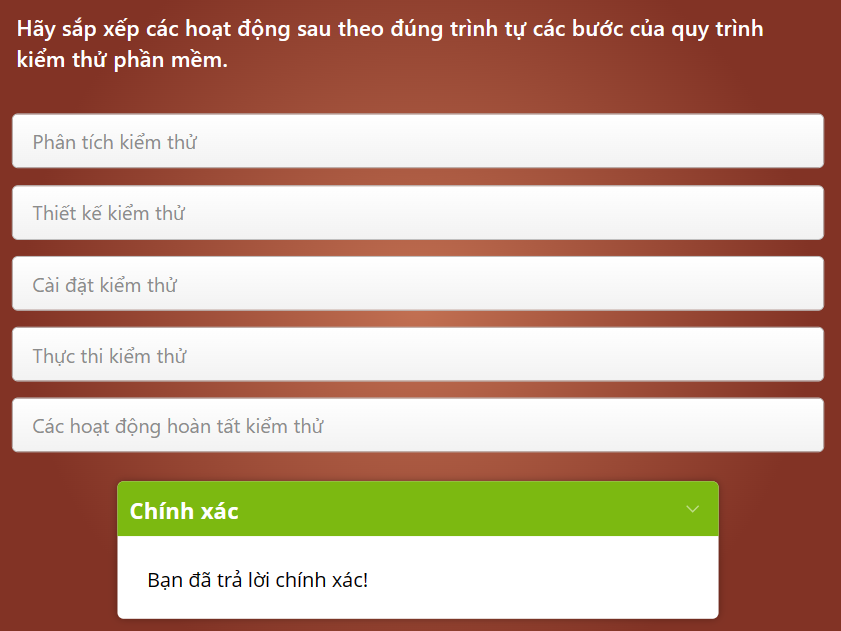 Hãy sắp xếp các hoạt động sau theo đúng trình tự các bước của quy trình
kiểm thử phần mềm.
Phân tích kiểm thử
Thiết kế kiểm thử
Cài đặt kiểm thử
Thực thi kiểm thử
Các hoạt động hoàn tất kiểm thử
Chính xác
Bạn đã trả lời chính xác!